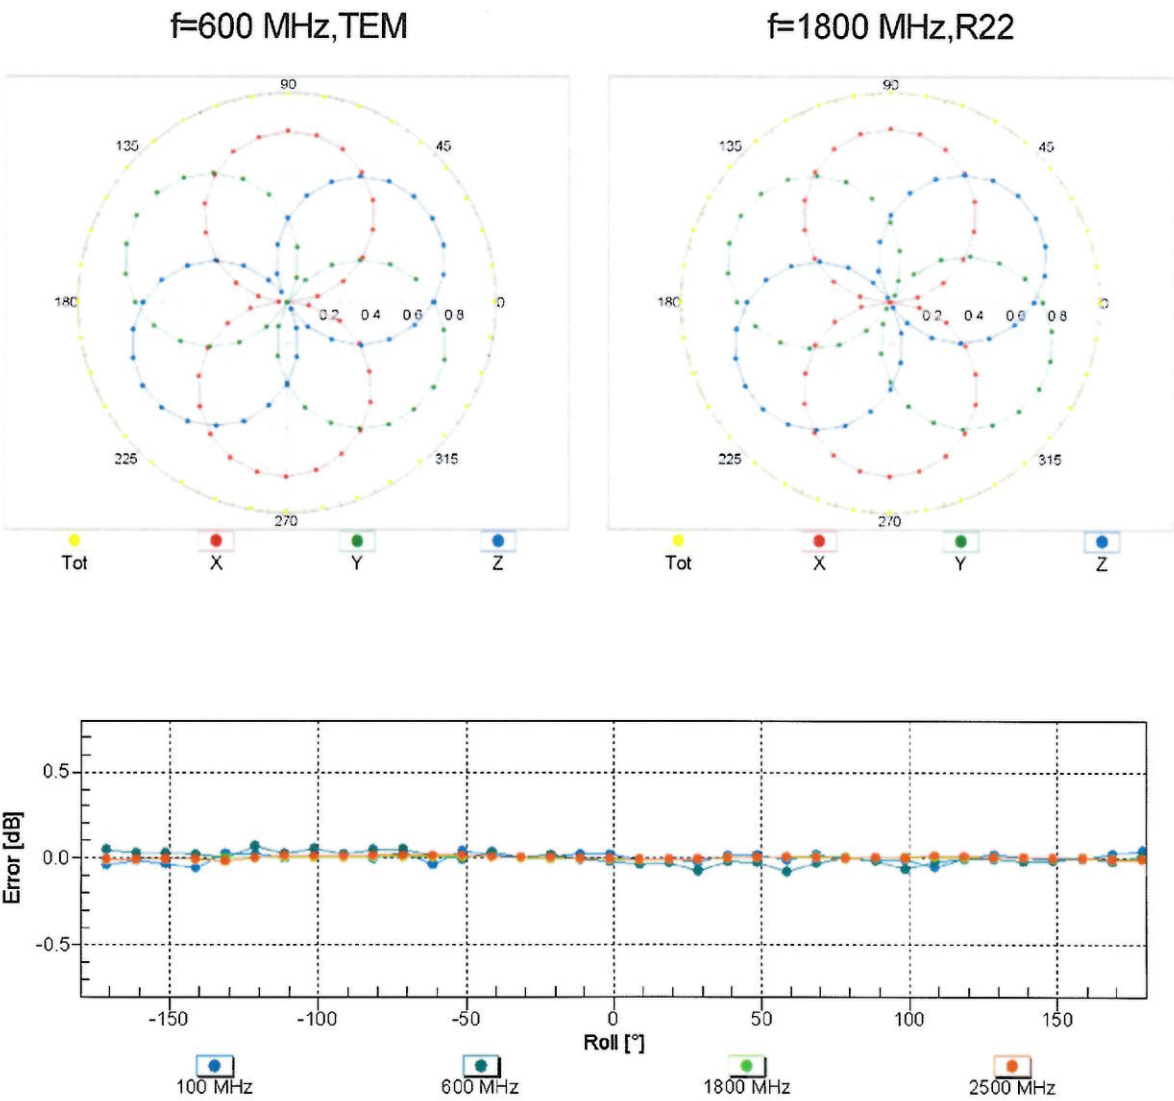 f=600 MHz,TEM
f=1800 MHz,R22
90
135
45
180
0
0.2 0.4 0.6 0.8
225
315
270
Tot X Y Z
90
135
45
180
0
0.2 0.4 0.6 0.8
225
315
270
Tot X Y Z
Error [dB]
0.5
0.0
-0.5
-150 -100 -50 0 50 100 150
Roll [°]
100 MHz 600 MHz 1800 MHz 2500 MHz